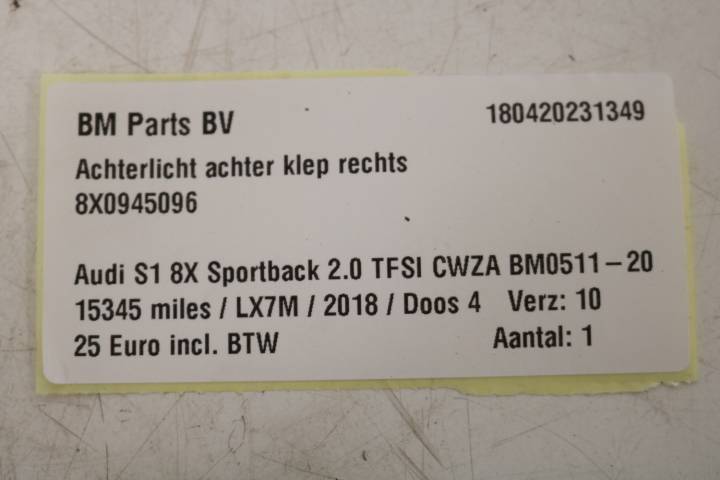 BM Parts BV 180420231349
Achterlicht achter klep rechts
8X0945096
Audi S1 8X Sportback 2.0 TFSI CWZA BM0511-20
15345 miles / LX7M / 2018 / Doos 4 Verz: 10
25 Euro incl. BTW Aantal: 1